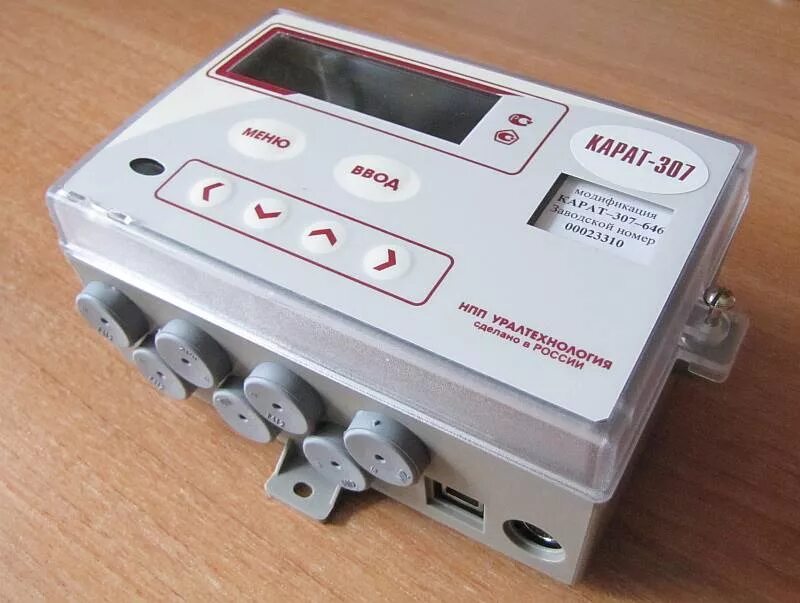 МЕНЮ
ВВОД
КАРАТ-307
модификация
КАРАТ-307-646
Заводской номер
00023310
НПП УРАЛТЕХНОЛОГИЯ
сделано в РОССИИ